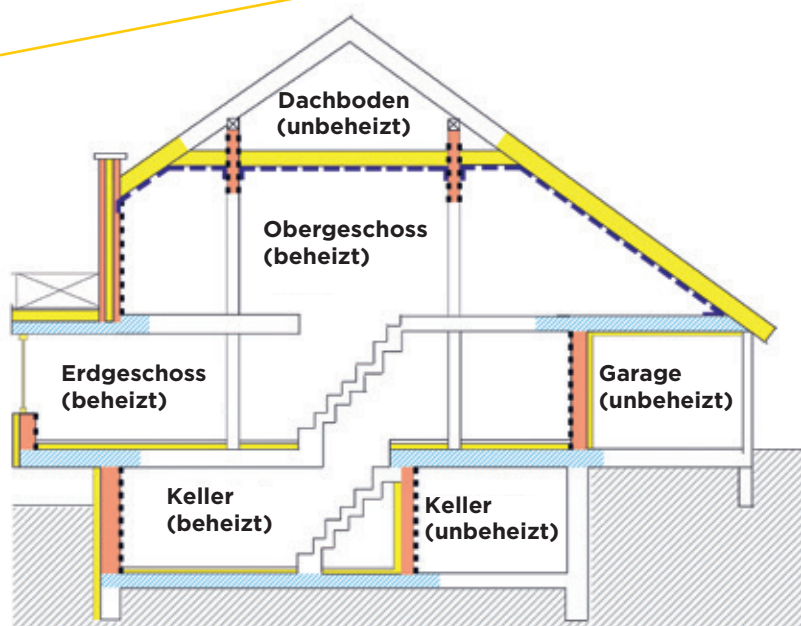 Dachboden
(unbeheizt)
Obergeschoss
(beheizt)
Erdgeschoss
(beheizt)
Garage
(unbeheizt)
Keller
(beheizt)
Keller
(unbeheizt)